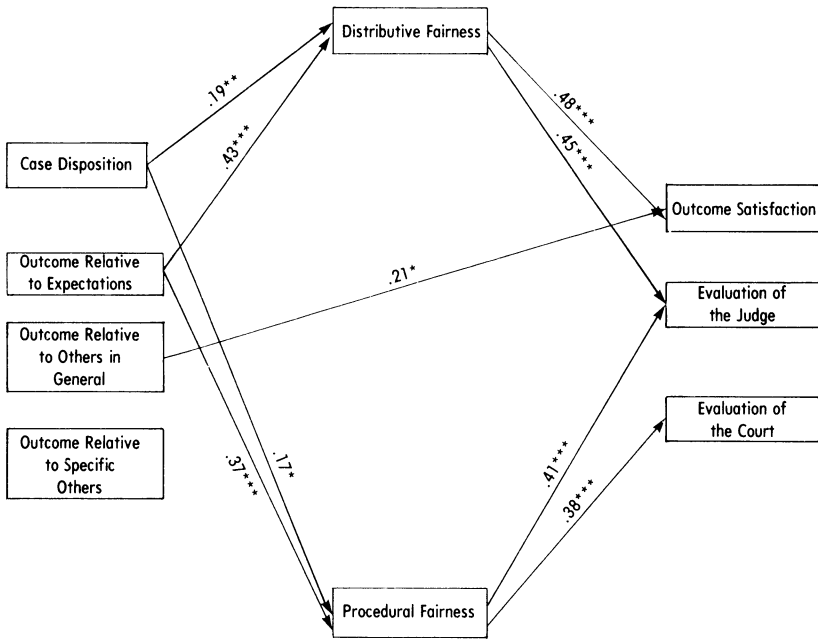 Distributive Fairness
.19**
.43***
.48***
.45***
Case Disposition
Outcome Satisfaction
Outcome Relative
to Expectations
.21*
Evaluation of
the Judge
Outcome Relative
to Others in
General
Evaluation of
the Court
Outcome Relative
to Specific
Others
.37***
.17*
.41***
.38***
Procedural Fairness